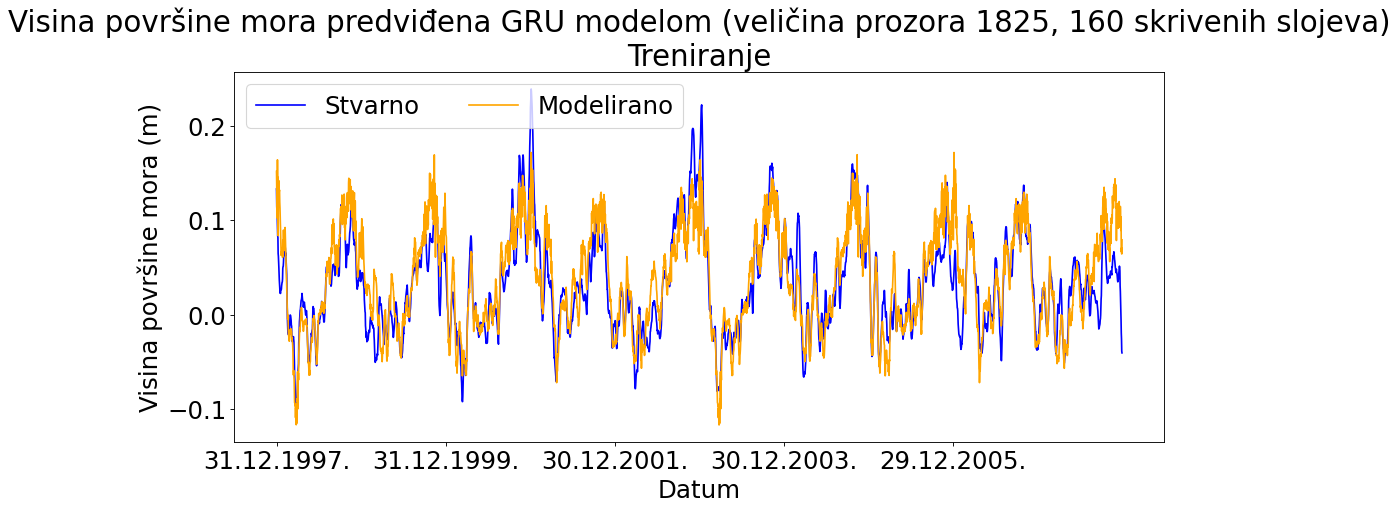 Visina površine mora predviđena GRU modelom (veličina prozora 1825, 160 skrivenih slojeva)
Treniranje
Stvarno Modelirano
Visina površine mora (m)
0.2
0.1
0.0
−0.1
31.12.1997. 31.12.1999. 30.12.2001. 30.12.2003. 29.12.2005.
Datum